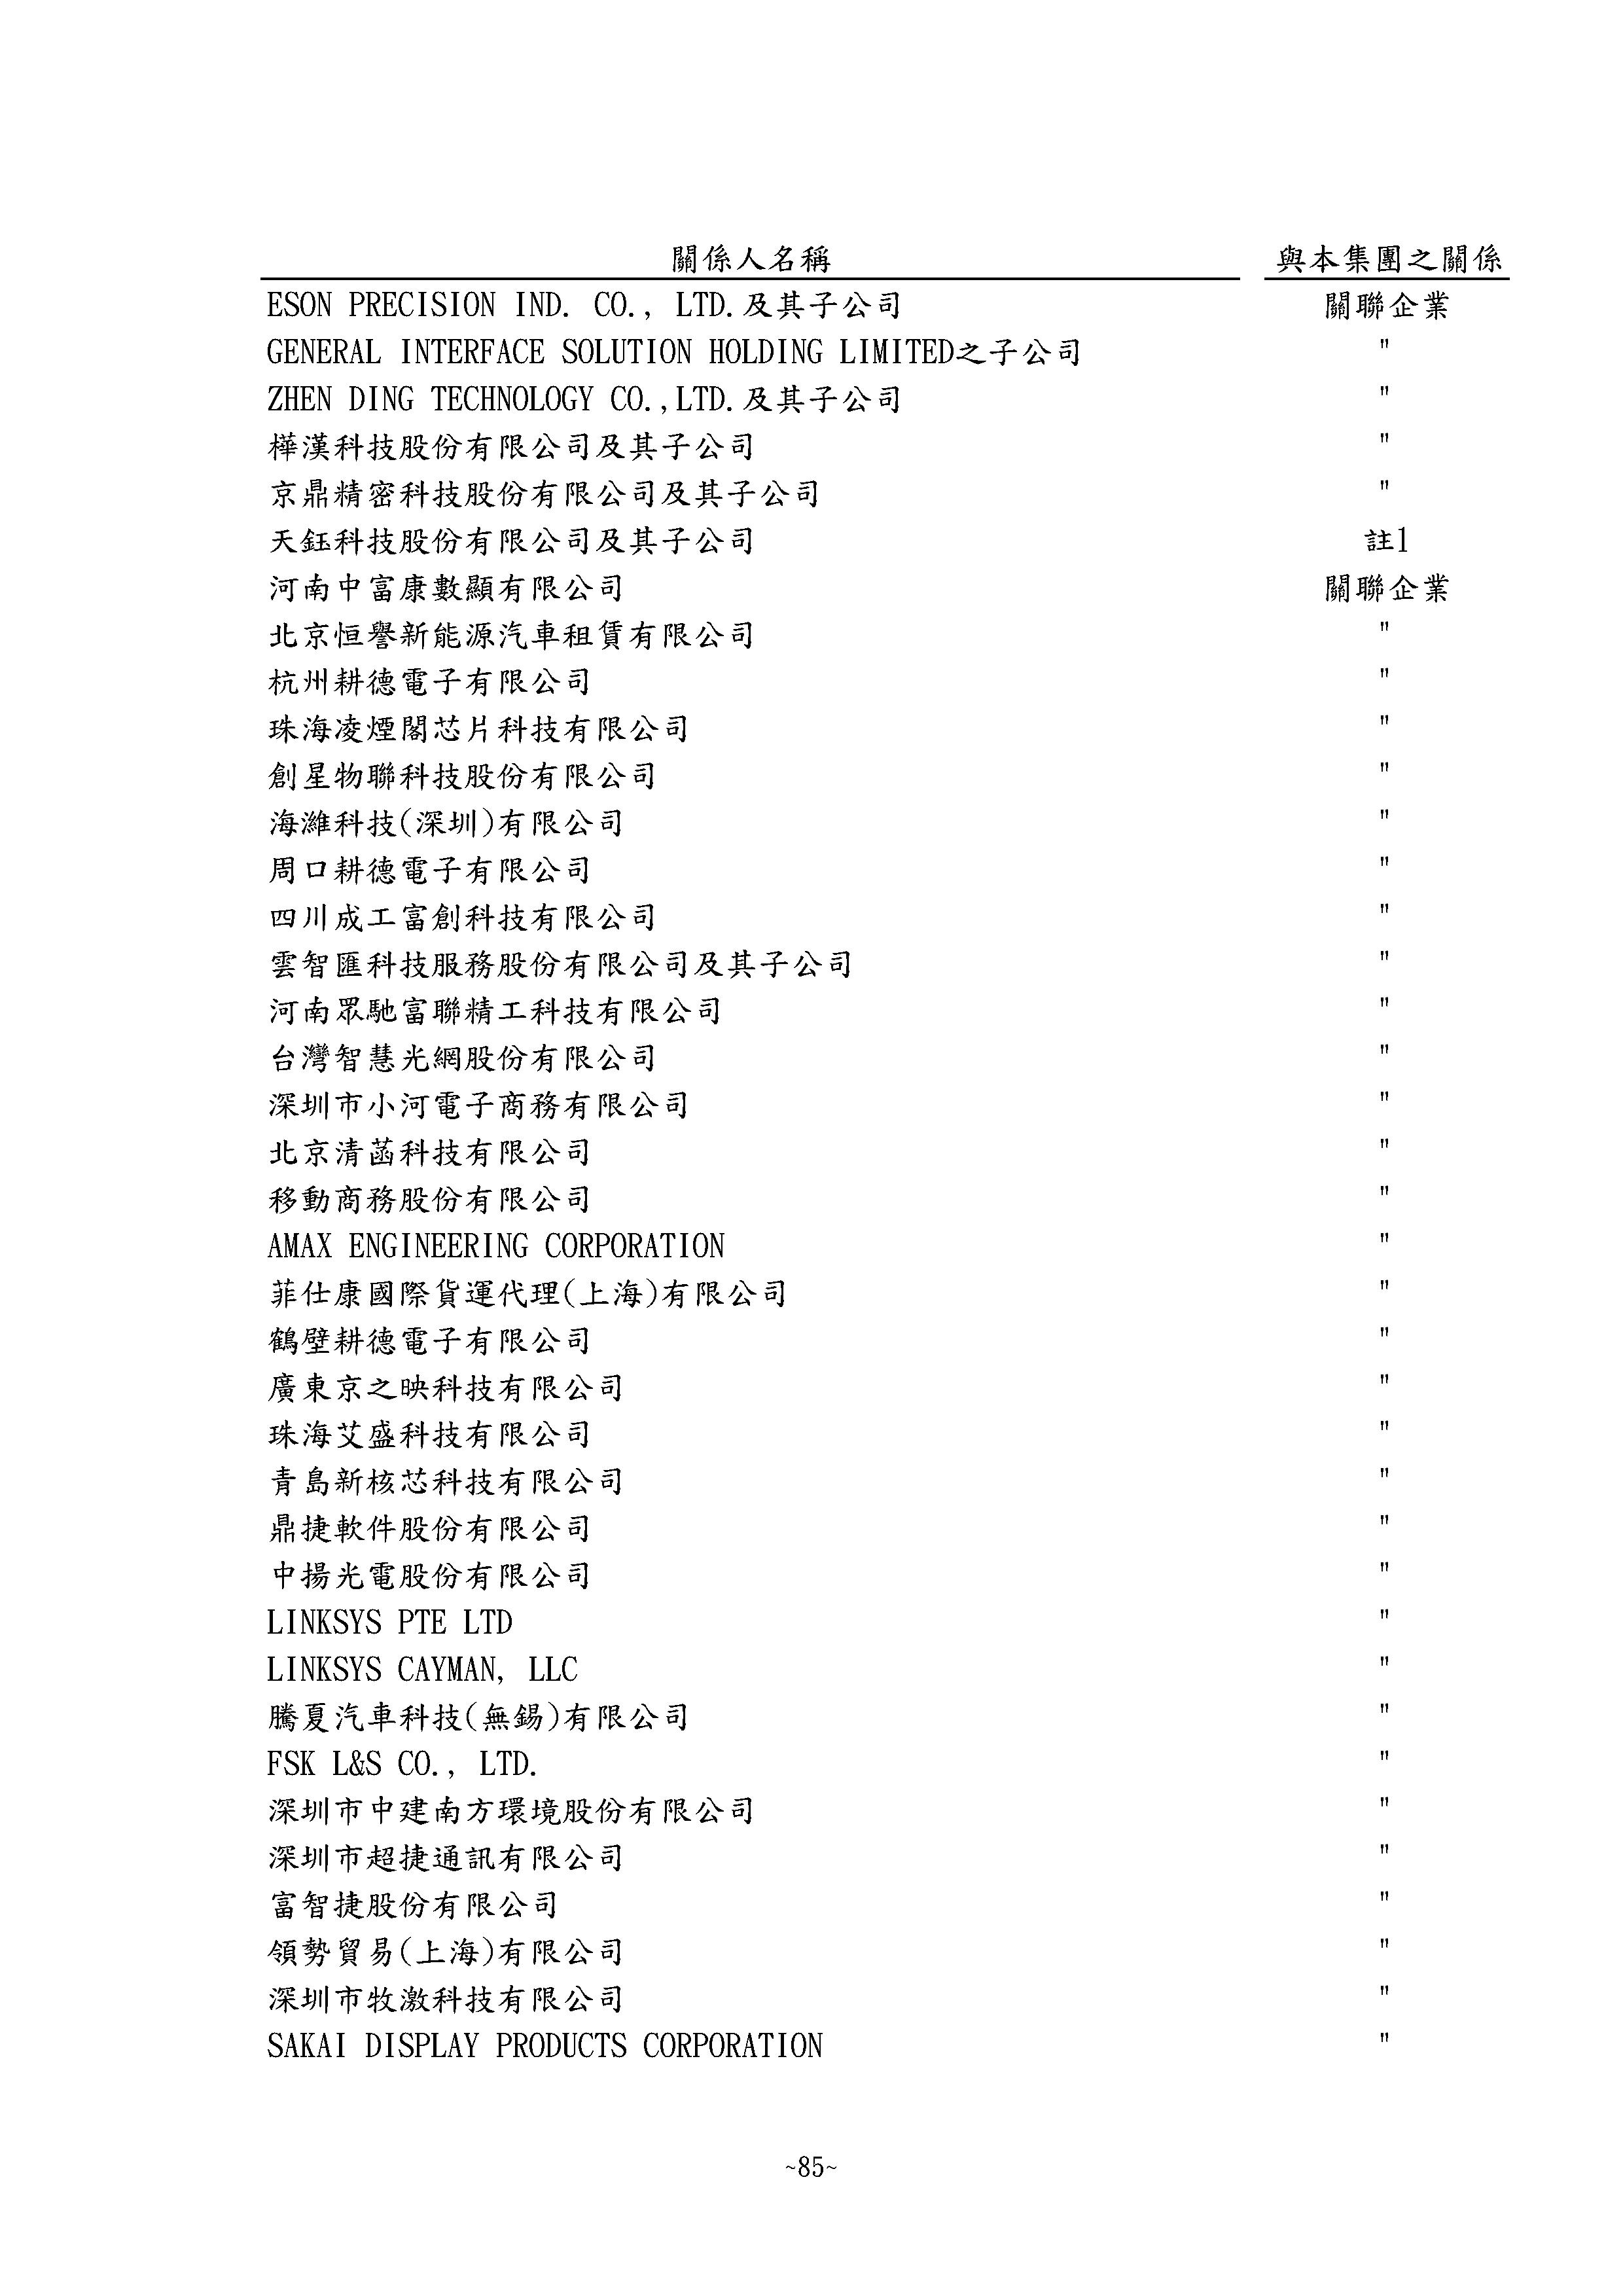 關係人名稱 與本集團之關係
ESON PRECISION IND. CO., LTD.及其子公司 關聯企業
GENERAL INTERFACE SOLUTION HOLDING LIMITED之子公司 "
ZHEN DING TECHNOLOGY CO.,LTD.及其子公司 "
樺漢科技股份有限公司及其子公司 "
京鼎精密科技股份有限公司及其子公司 "
天鈺科技股份有限公司及其子公司 註1
河南中富康數顯有限公司 關聯企業
北京恒譽新能源汽車租賃有限公司 "
杭州耕德電子有限公司 "
珠海凌煙閣芯片科技有限公司 "
創星物聯科技股份有限公司 "
海濰科技(深圳)有限公司 "
周口耕德電子有限公司 "
四川成工富創科技有限公司 "
雲智匯科技服務股份有限公司及其子公司 "
河南眾馳富聯精工科技有限公司 "
台灣智慧光網股份有限公司 "
深圳市小河電子商務有限公司 "
北京清菡科技有限公司 "
移動商務股份有限公司 "
AMAX ENGINEERING CORPORATION "
菲仕康國際貨運代理(上海)有限公司 "
鶴壁耕德電子有限公司 "
廣東京之映科技有限公司 "
珠海艾盛科技有限公司 "
青島新核芯科技有限公司 "
鼎捷軟件股份有限公司 "
中揚光電股份有限公司 "
LINKSYS PTE LTD "
LINKSYS CAYMAN, LLC "
騰夏汽車科技(無錫)有限公司 "
FSK L&S CO., LTD. "
深圳市中建南方環境股份有限公司 "
深圳市超捷通訊有限公司 "
富智捷股份有限公司 "
領勢貿易(上海)有限公司 "
深圳市牧激科技有限公司 "
SAKAI DISPLAY PRODUCTS CORPORATION "
~85~